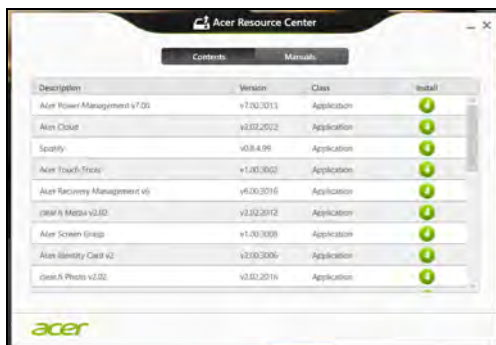 Acer Resource Center
Contents Manuals
Description Version Class Install
Acer Power Management v7.00 v7.00.3013 Application
Acer Cloud v2.02.2022 Application
Spotify v0.8.4.99 Application
Acer Touch Tools v1.00.3002 Application
Acer Recovery Management v6 v6.00.3016 Application
clear.fi Media v2.02 v2.02.2012 Application
Acer Screen Grasp v1.00.3008 Application
Acer Identity Card v2 v2.00.3006 Application
clear.fi Photo v2.02 v2.02.2016 Application
acer